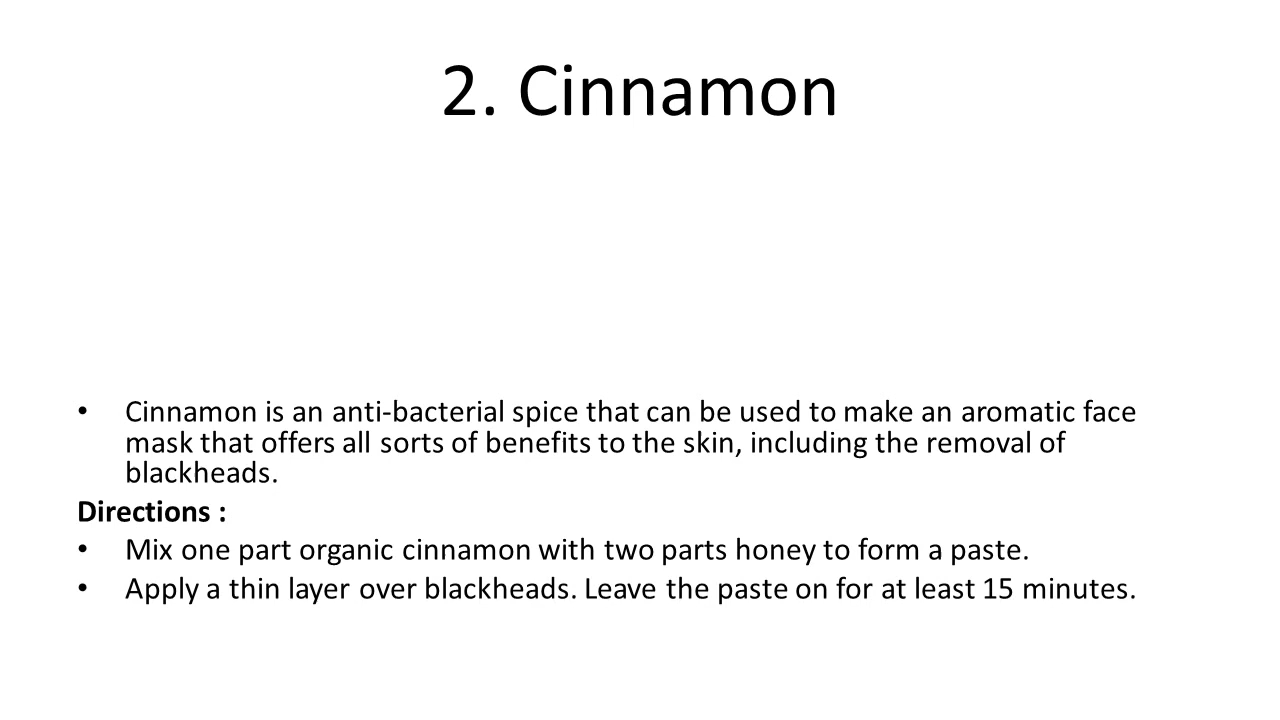 2. Cinnamon
• Cinnamon is an anti-bacterial spice that can be used to make an aromatic face
mask that offers all sorts of benefits to the skin, including the removal of
blackheads.
Directions :
• Mix one part organic cinnamon with two parts honey to form a paste.
• Apply a thin layer over blackheads. Leave the paste on for at least 15 minutes.